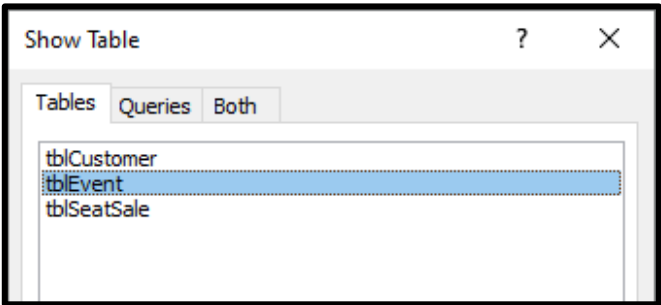 Show Table ?
Tables Queries Both
tblCustomer
tblEvent
tblSeatSale